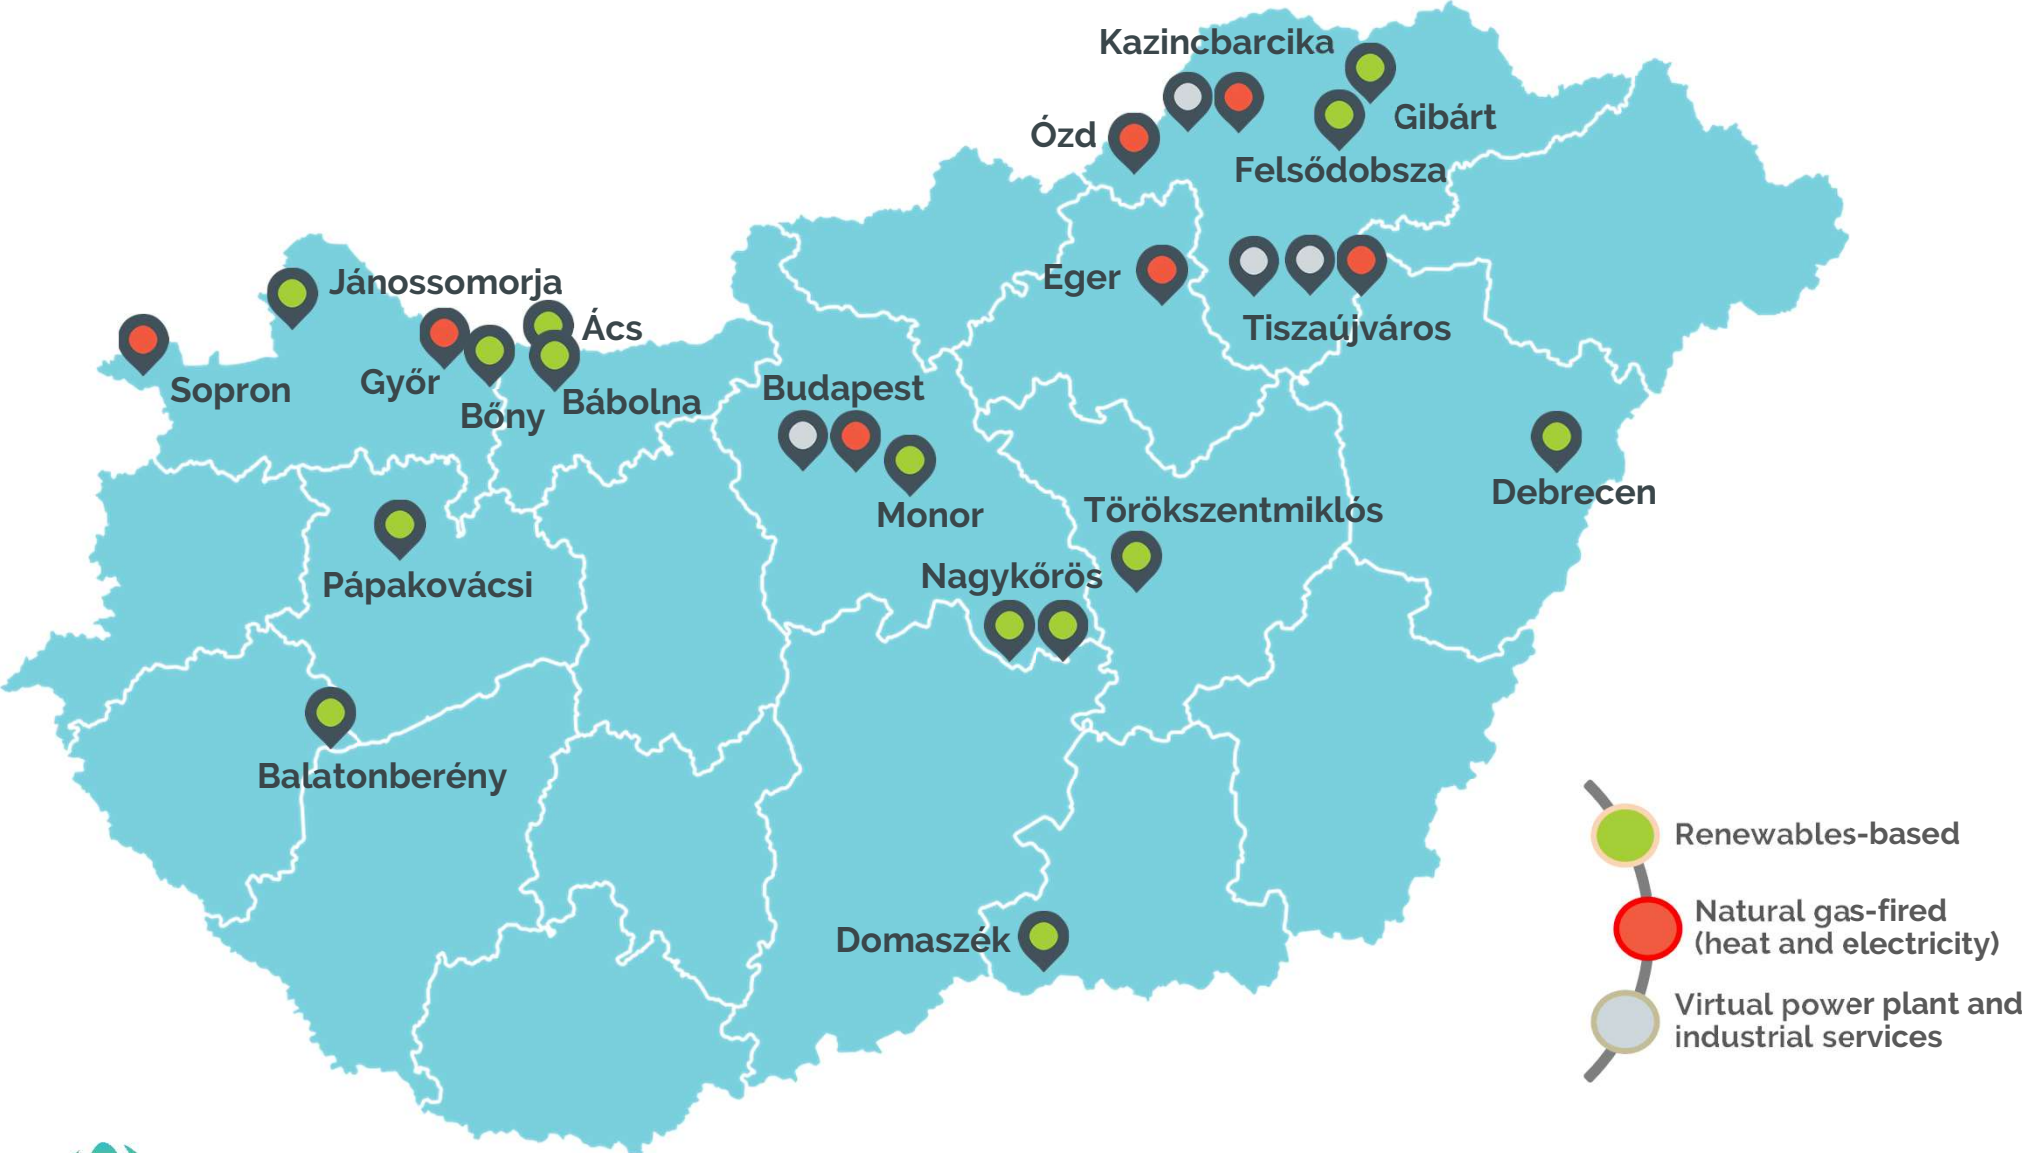 Kazincbarcika
Gibárt
Ózd
Felsődobsza
Eger
Jánossomorja
Ács
Tiszaújváros
Sopron
Győr
Bőny
Bábolna
Budapest
Monor
Debrecen
Törökszentmiklós
Pápakovácsi
Nagykőrös
Balatonberény
Domaszék
Renewables-based
Natural gas-fired
(heat and electricity)
Virtual power plant and
industrial services